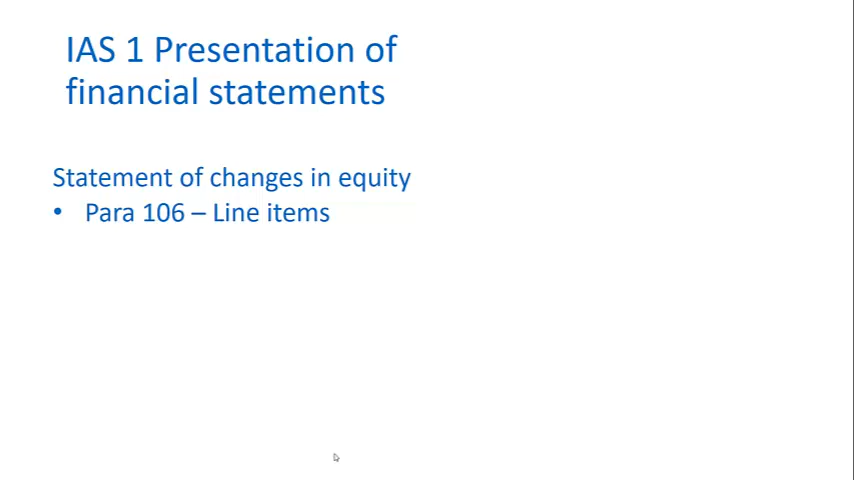 IAS 1 Presentation of
financial statements
Statement of changes in equity
• Para 106 – Line items